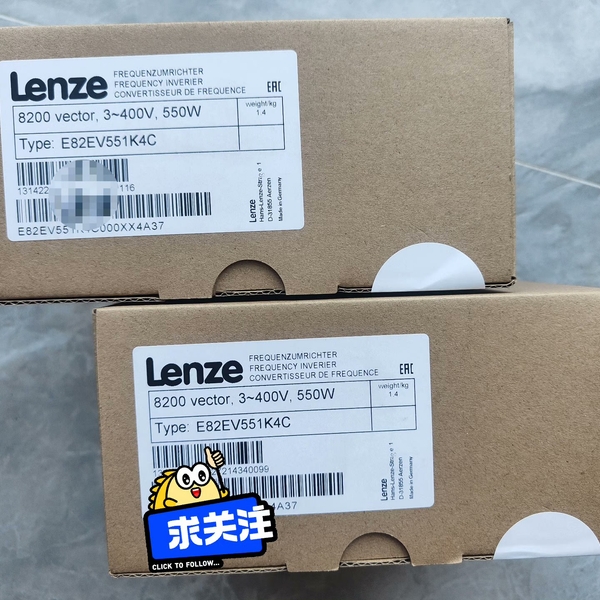 Lenze
FREQUENZUMRICHTER
FREQUENCY INVERIER
CONVERTISSEUR DE FREQUENCE
EAC
8200 vector, 3~400V, 550W
weight/kg
1.4
Type: E82EV551K4C
131422
116
Lenze
Hans-Lenze-Straße 1
D-31855 Aerzen
Made in Germany
000XX4A37
Lenze
FREQUENZUMRICHTER
FREQUENCY INVERIER
CONVERTISSEUR DE FREQUENCE
EAC
8200 vector, 3~400V, 550W
weight/kg
1.4
Type: E82EV551K4C
214340099
Lenze
Hans-Lenze-Straße 1
D-31855 Aerzen
Made in Germany
4A37
求关注
CLICK TO FOLLOW...